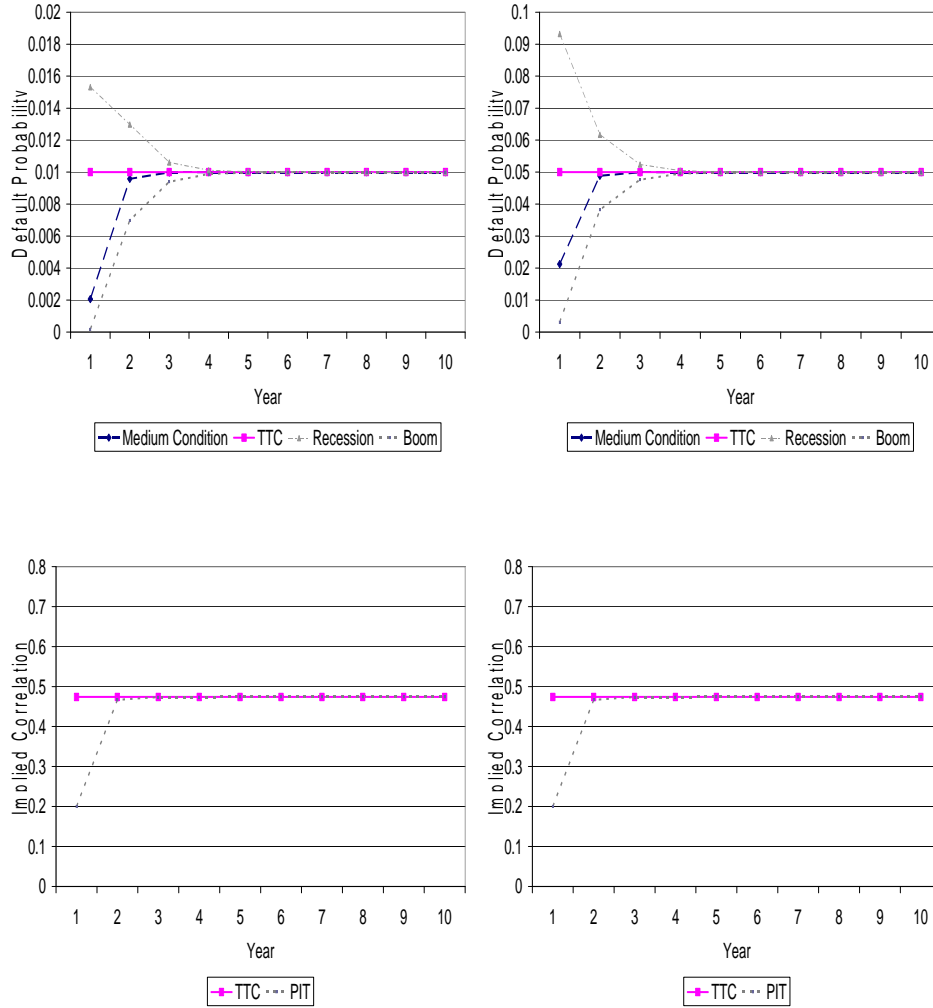 0.02
0.018
0.016
0.014
0.012
0.01
0.008
0.006
0.004
0.002
0
Default Probability
1 2 3 4 5 6 7 8 9 10
Year
Medium Condition TTC Recession Boom
0.1
0.09
0.08
0.07
0.06
0.05
0.04
0.03
0.02
0.01
0
Default Probability
1 2 3 4 5 6 7 8 9 10
Year
Medium Condition TTC Recession Boom
0.8
0.7
0.6
0.5
0.4
0.3
0.2
0.1
0
Implied Correlation
1 2 3 4 5 6 7 8 9 10
Year
TTC PIT
0.8
0.7
0.6
0.5
0.4
0.3
0.2
0.1
0
Implied Correlation
1 2 3 4 5 6 7 8 9 10
Year
TTC PIT